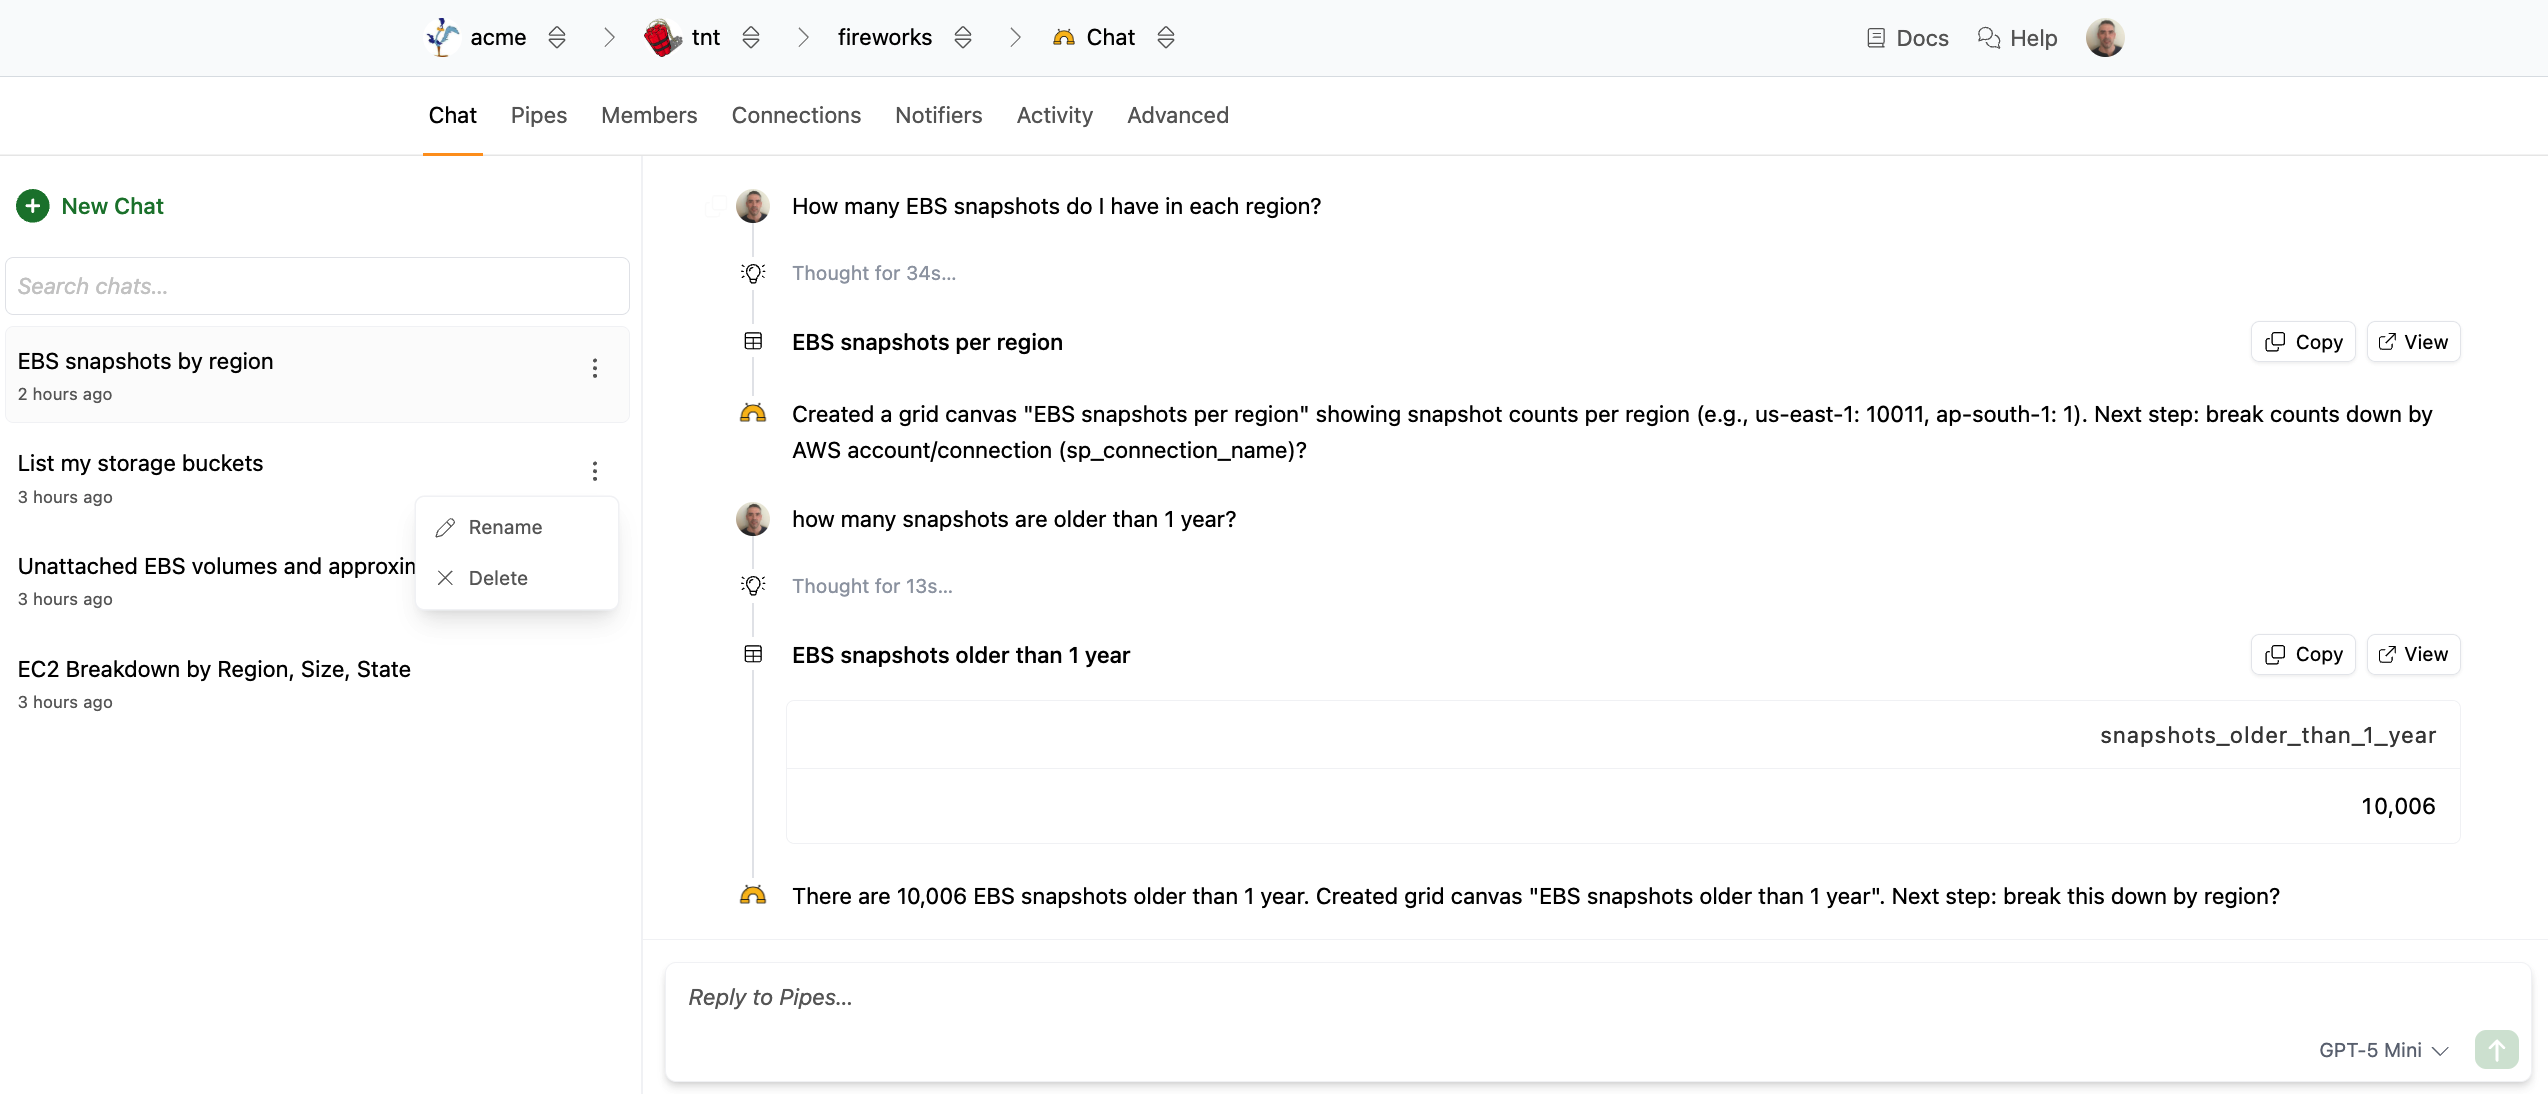 acme
tnt
fireworks
Chat
Docs
Help
Chat
Pipes
Members
Connections
Notifiers
Activity
Advanced
New Chat
Search chats...
EBS snapshots by region
2 hours ago
List my storage buckets
3 hours ago
Rename
Delete
Unattached EBS volumes and approxin
3 hours ago
EC2 Breakdown by Region, Size, State
3 hours ago
How many EBS snapshots do I have in each region?
Thought for 34s...
EBS snapshots per region
Copy
View
Created a grid canvas "EBS snapshots per region" showing snapshot counts per region (e.g., us-east-1: 10011, ap-south-1: 1). Next step: break counts down by
AWS account/connection (sp_connection_name)?
how many snapshots are older than 1 year?
Thought for 13s...
EBS snapshots older than 1 year
Copy
View
snapshots_older_than_1_year
10,006
There are 10,006 EBS snapshots older than 1 year. Created grid canvas "EBS snapshots older than 1 year". Next step: break this down by region?
Reply to Pipes...
GPT-5 Mini